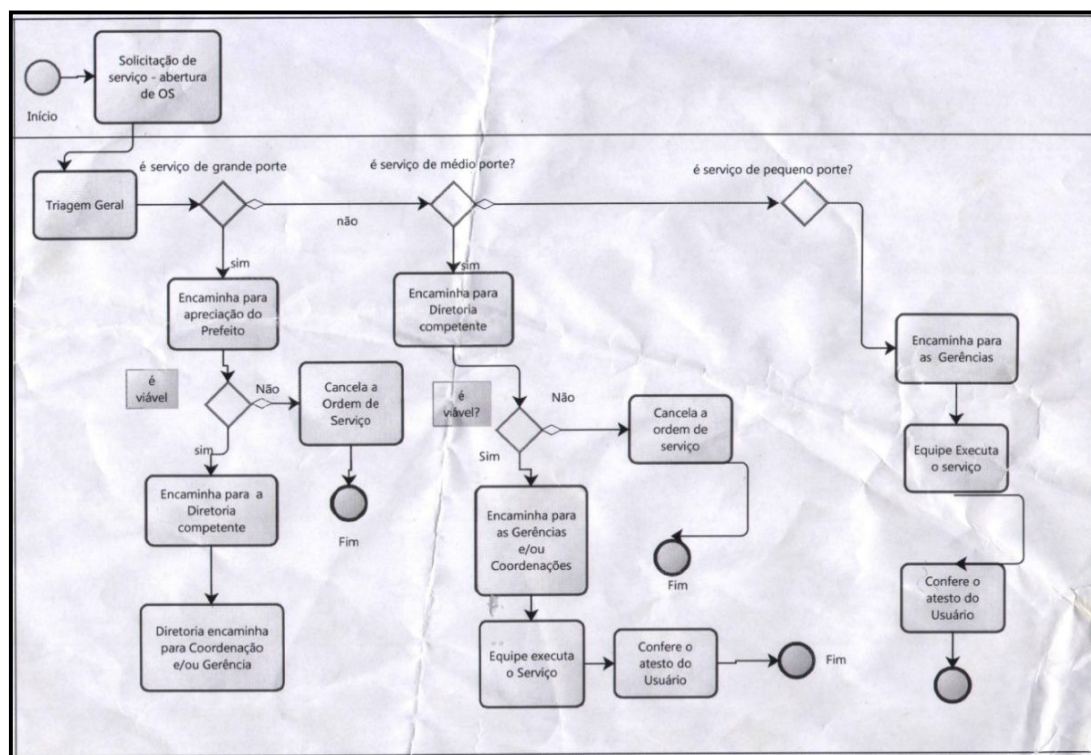 Solicitação de
serviço - abertura
de OS
Início
é serviço de grande porte
é serviço de médio porte?
é serviço de pequeno porte?
Triagem Geral
não
sim
sim
Encaminha para
apreciação do
Prefeito
Encaminha para
Diretoria
competente
Encaminha para
as Gerências
é
viável
Não
Cancela a
Ordem de
Serviço
é
viável?
Não
Cancela a
ordem de
serviço
Equipe Executa
o serviço
sim
Sim
Encaminha para a
Diretoria
competente
Fim
Encaminha para
as Gerências
e/ou
Coordenações
Fim
Confere o
atesto do
Usuário
Diretoria encaminha
para Coordenação
e/ou Gerência
Equipe executa
o Serviço
Confere o
atesto do
Usuário
Fim